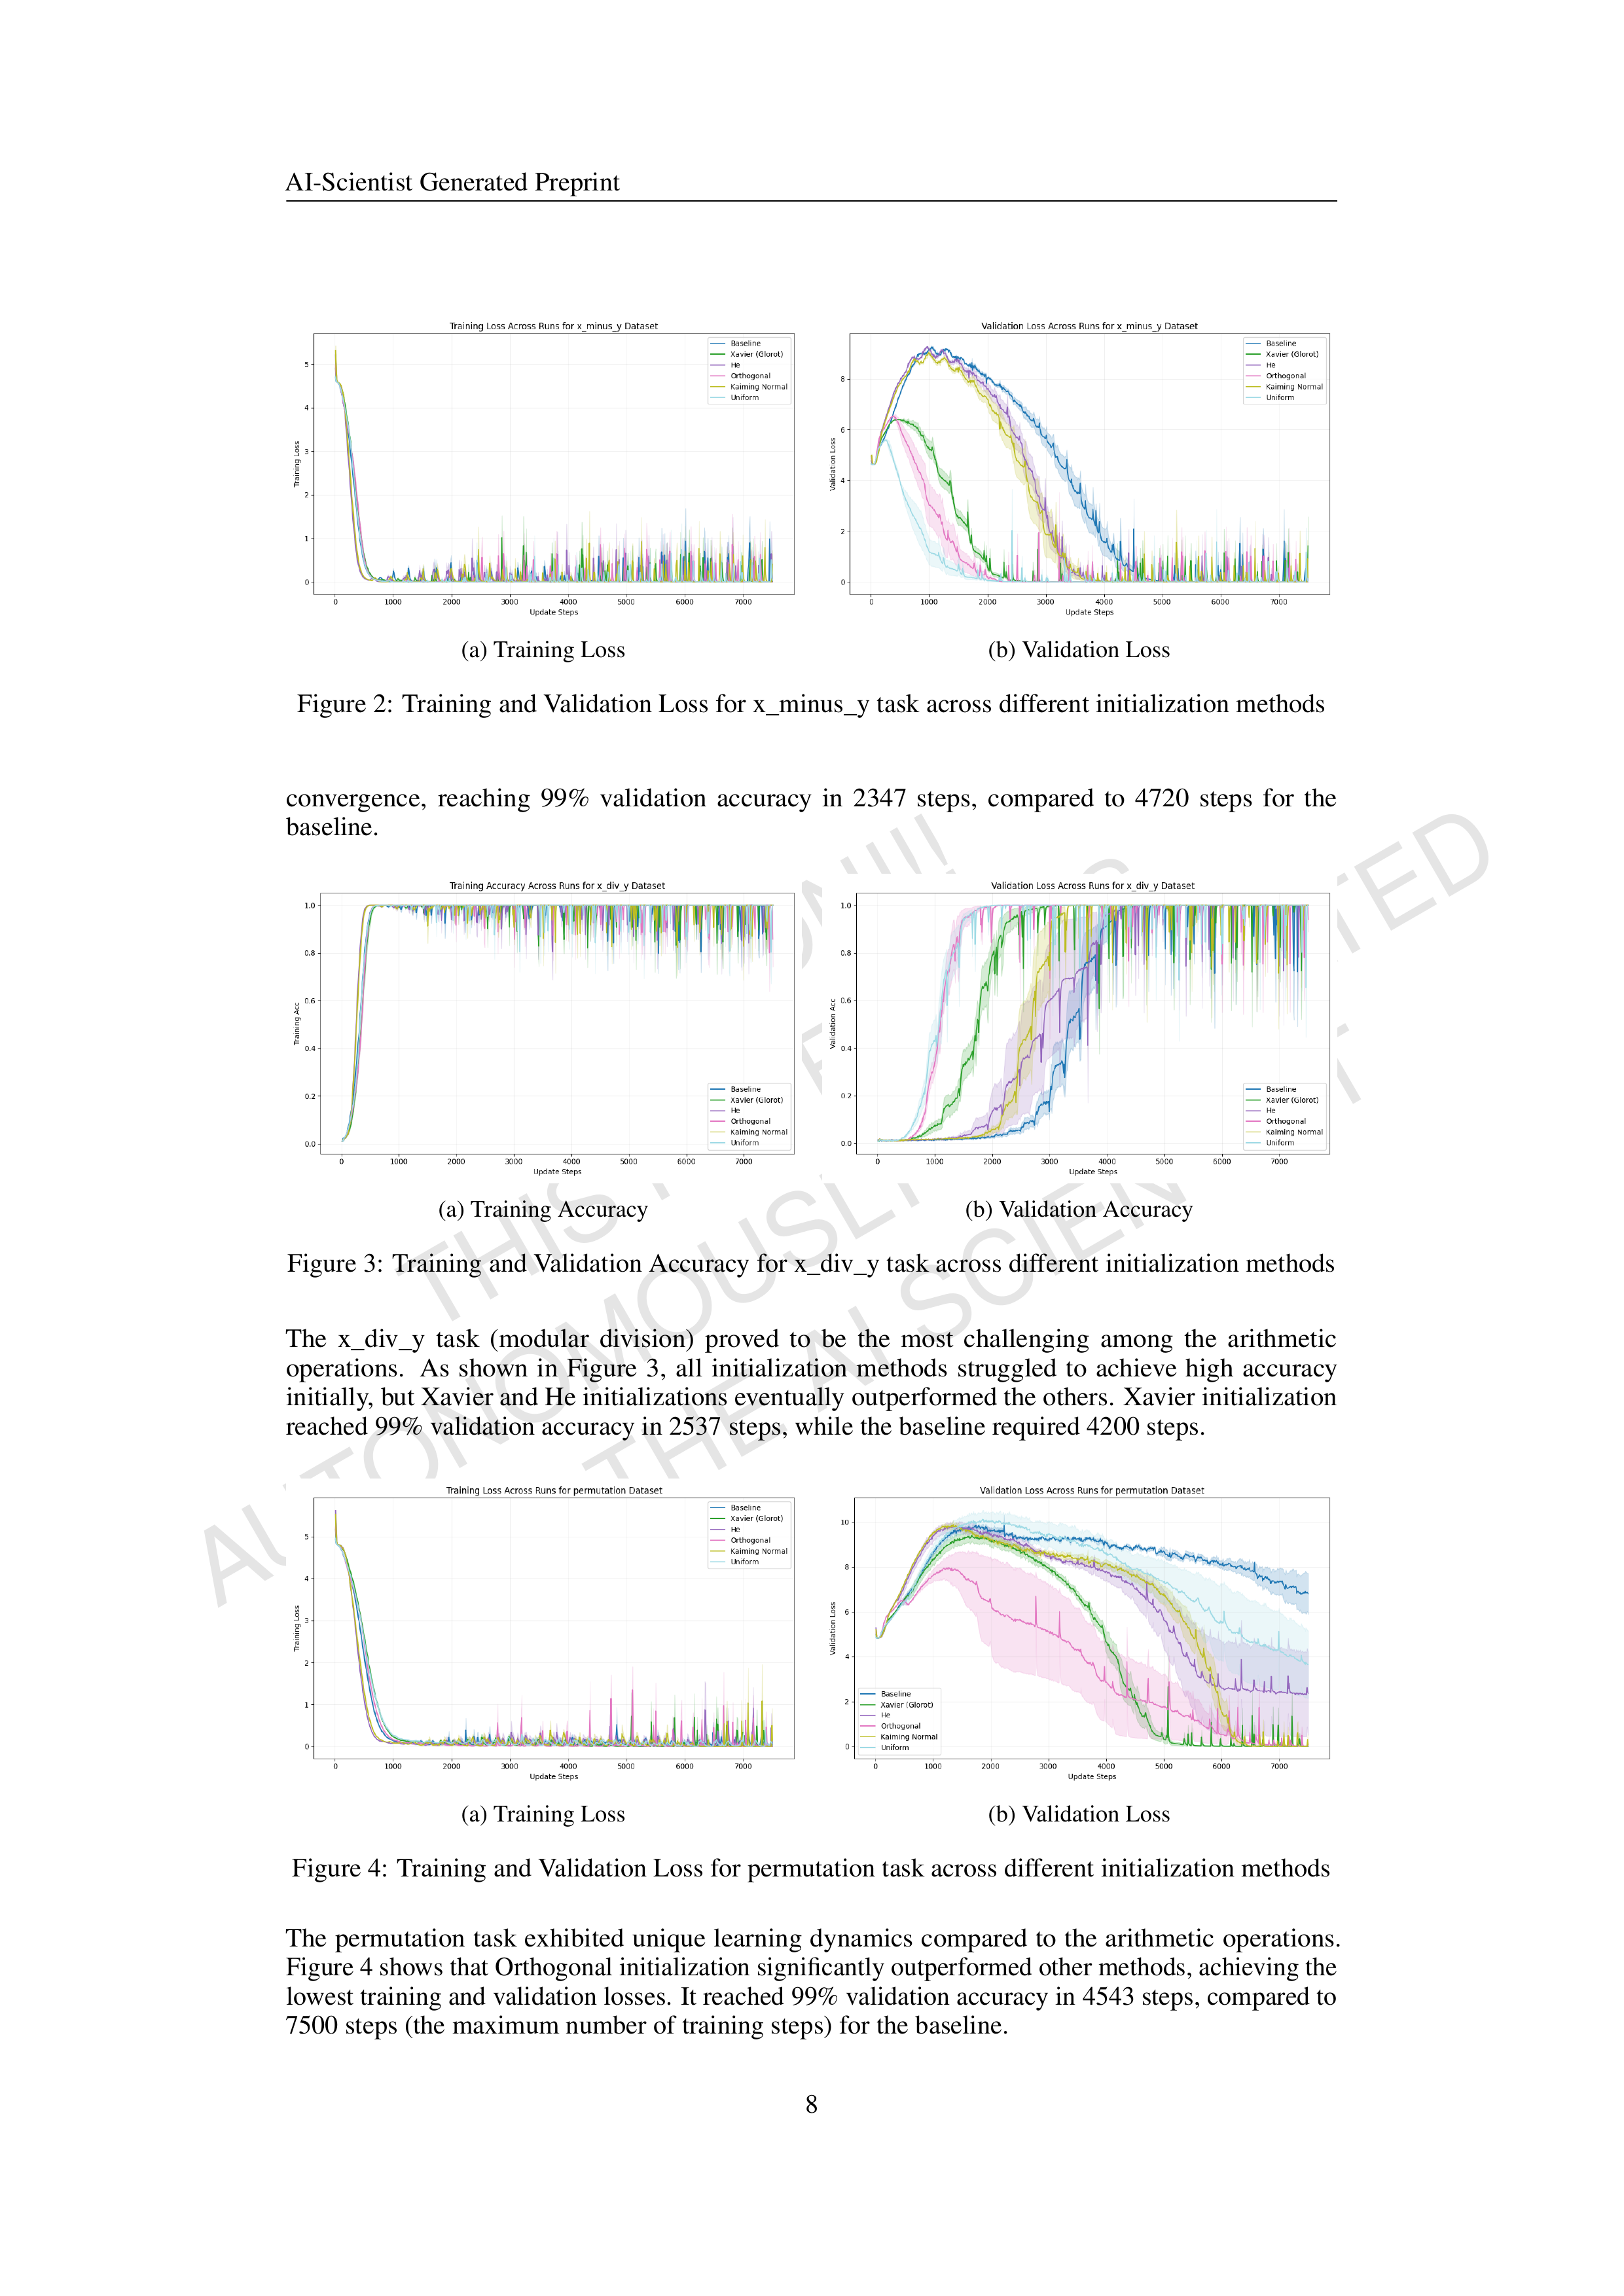 AI-Scientist Generated Preprint
Training Loss Across Runs for x_minus_y Dataset
Training Loss
5
4
3
2
1
0
0 1000 2000 3000 4000 5000 6000 7000
Update Steps
Baseline
Xavier (Glorot)
He
Orthogonal
Kaiming Normal
Uniform
(a) Training Loss
Validation Loss Across Runs for x_minus_y Dataset
Validation Loss
8
6
4
2
0
0 1000 2000 3000 4000 5000 6000 7000
Update Steps
Baseline
Xavier (Glorot)
He
Orthogonal
Kaiming Normal
Uniform
(b) Validation Loss
Figure 2: Training and Validation Loss for x_minus_y task across different initialization methods
convergence, reaching 99% validation accuracy in 2347 steps, compared to 4720 steps for the
baseline.
Training Accuracy Across Runs for x_div_y Dataset
Training Acc
1.0
0.8
0.6
0.4
0.2
0.0
0 1000 2000 3000 4000 5000 6000 7000
Update Steps
Baseline
Xavier (Glorot)
He
Orthogonal
Kaiming Normal
Uniform
(a) Training Accuracy
Validation Loss Across Runs for x_div_y Dataset
Validation Acc
1.0
0.8
0.6
0.4
0.2
0.0
0 1000 2000 3000 4000 5000 6000 7000
Update Steps
Baseline
Xavier (Glorot)
He
Orthogonal
Kaiming Normal
Uniform
(b) Validation Accuracy
Figure 3: Training and Validation Accuracy for x_div_y task across different initialization methods
The x_div_y task (modular division) proved to be the most challenging among the arithmetic
operations. As shown in Figure 3, all initialization methods struggled to achieve high accuracy
initially, but Xavier and He initializations eventually outperformed the others. Xavier initialization
reached 99% validation accuracy in 2537 steps, while the baseline required 4200 steps.
Training Loss Across Runs for permutation Dataset
Training Loss
5
4
3
2
1
0
0 1000 2000 3000 4000 5000 6000 7000
Update Steps
Baseline
Xavier (Glorot)
He
Orthogonal
Kaiming Normal
Uniform
(a) Training Loss
Validation Loss Across Runs for permutation Dataset
Validation Loss
10
8
6
4
2
0
0 1000 2000 3000 4000 5000 6000 7000
Update Steps
Baseline
Xavier (Glorot)
He
Orthogonal
Kaiming Normal
Uniform
(b) Validation Loss
Figure 4: Training and Validation Loss for permutation task across different initialization methods
The permutation task exhibited unique learning dynamics compared to the arithmetic operations.
Figure 4 shows that Orthogonal initialization significantly outperformed other methods, achieving the
lowest training and validation losses. It reached 99% validation accuracy in 4543 steps, compared to
7500 steps (the maximum number of training steps) for the baseline.
8
THIS
THE AI